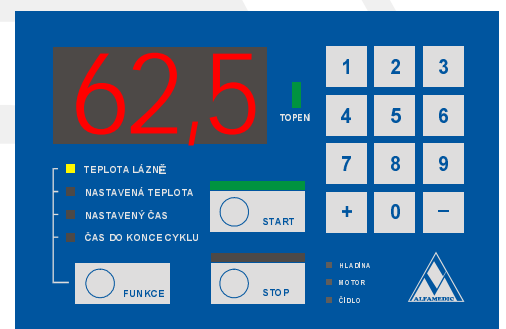 62,5
TOPENÍ
1 2 3
4 5 6
7 8 9
+ 0 −
TEPLOTA LÁZNĚ
NASTAVENÁ TEPLOTA
NASTAVENÝ ČAS
ČAS DO KONCE CYKLU
START
FUNKCE
STOP
HLADINA
MOTOR
ČIDLO
ALFAMEDIC